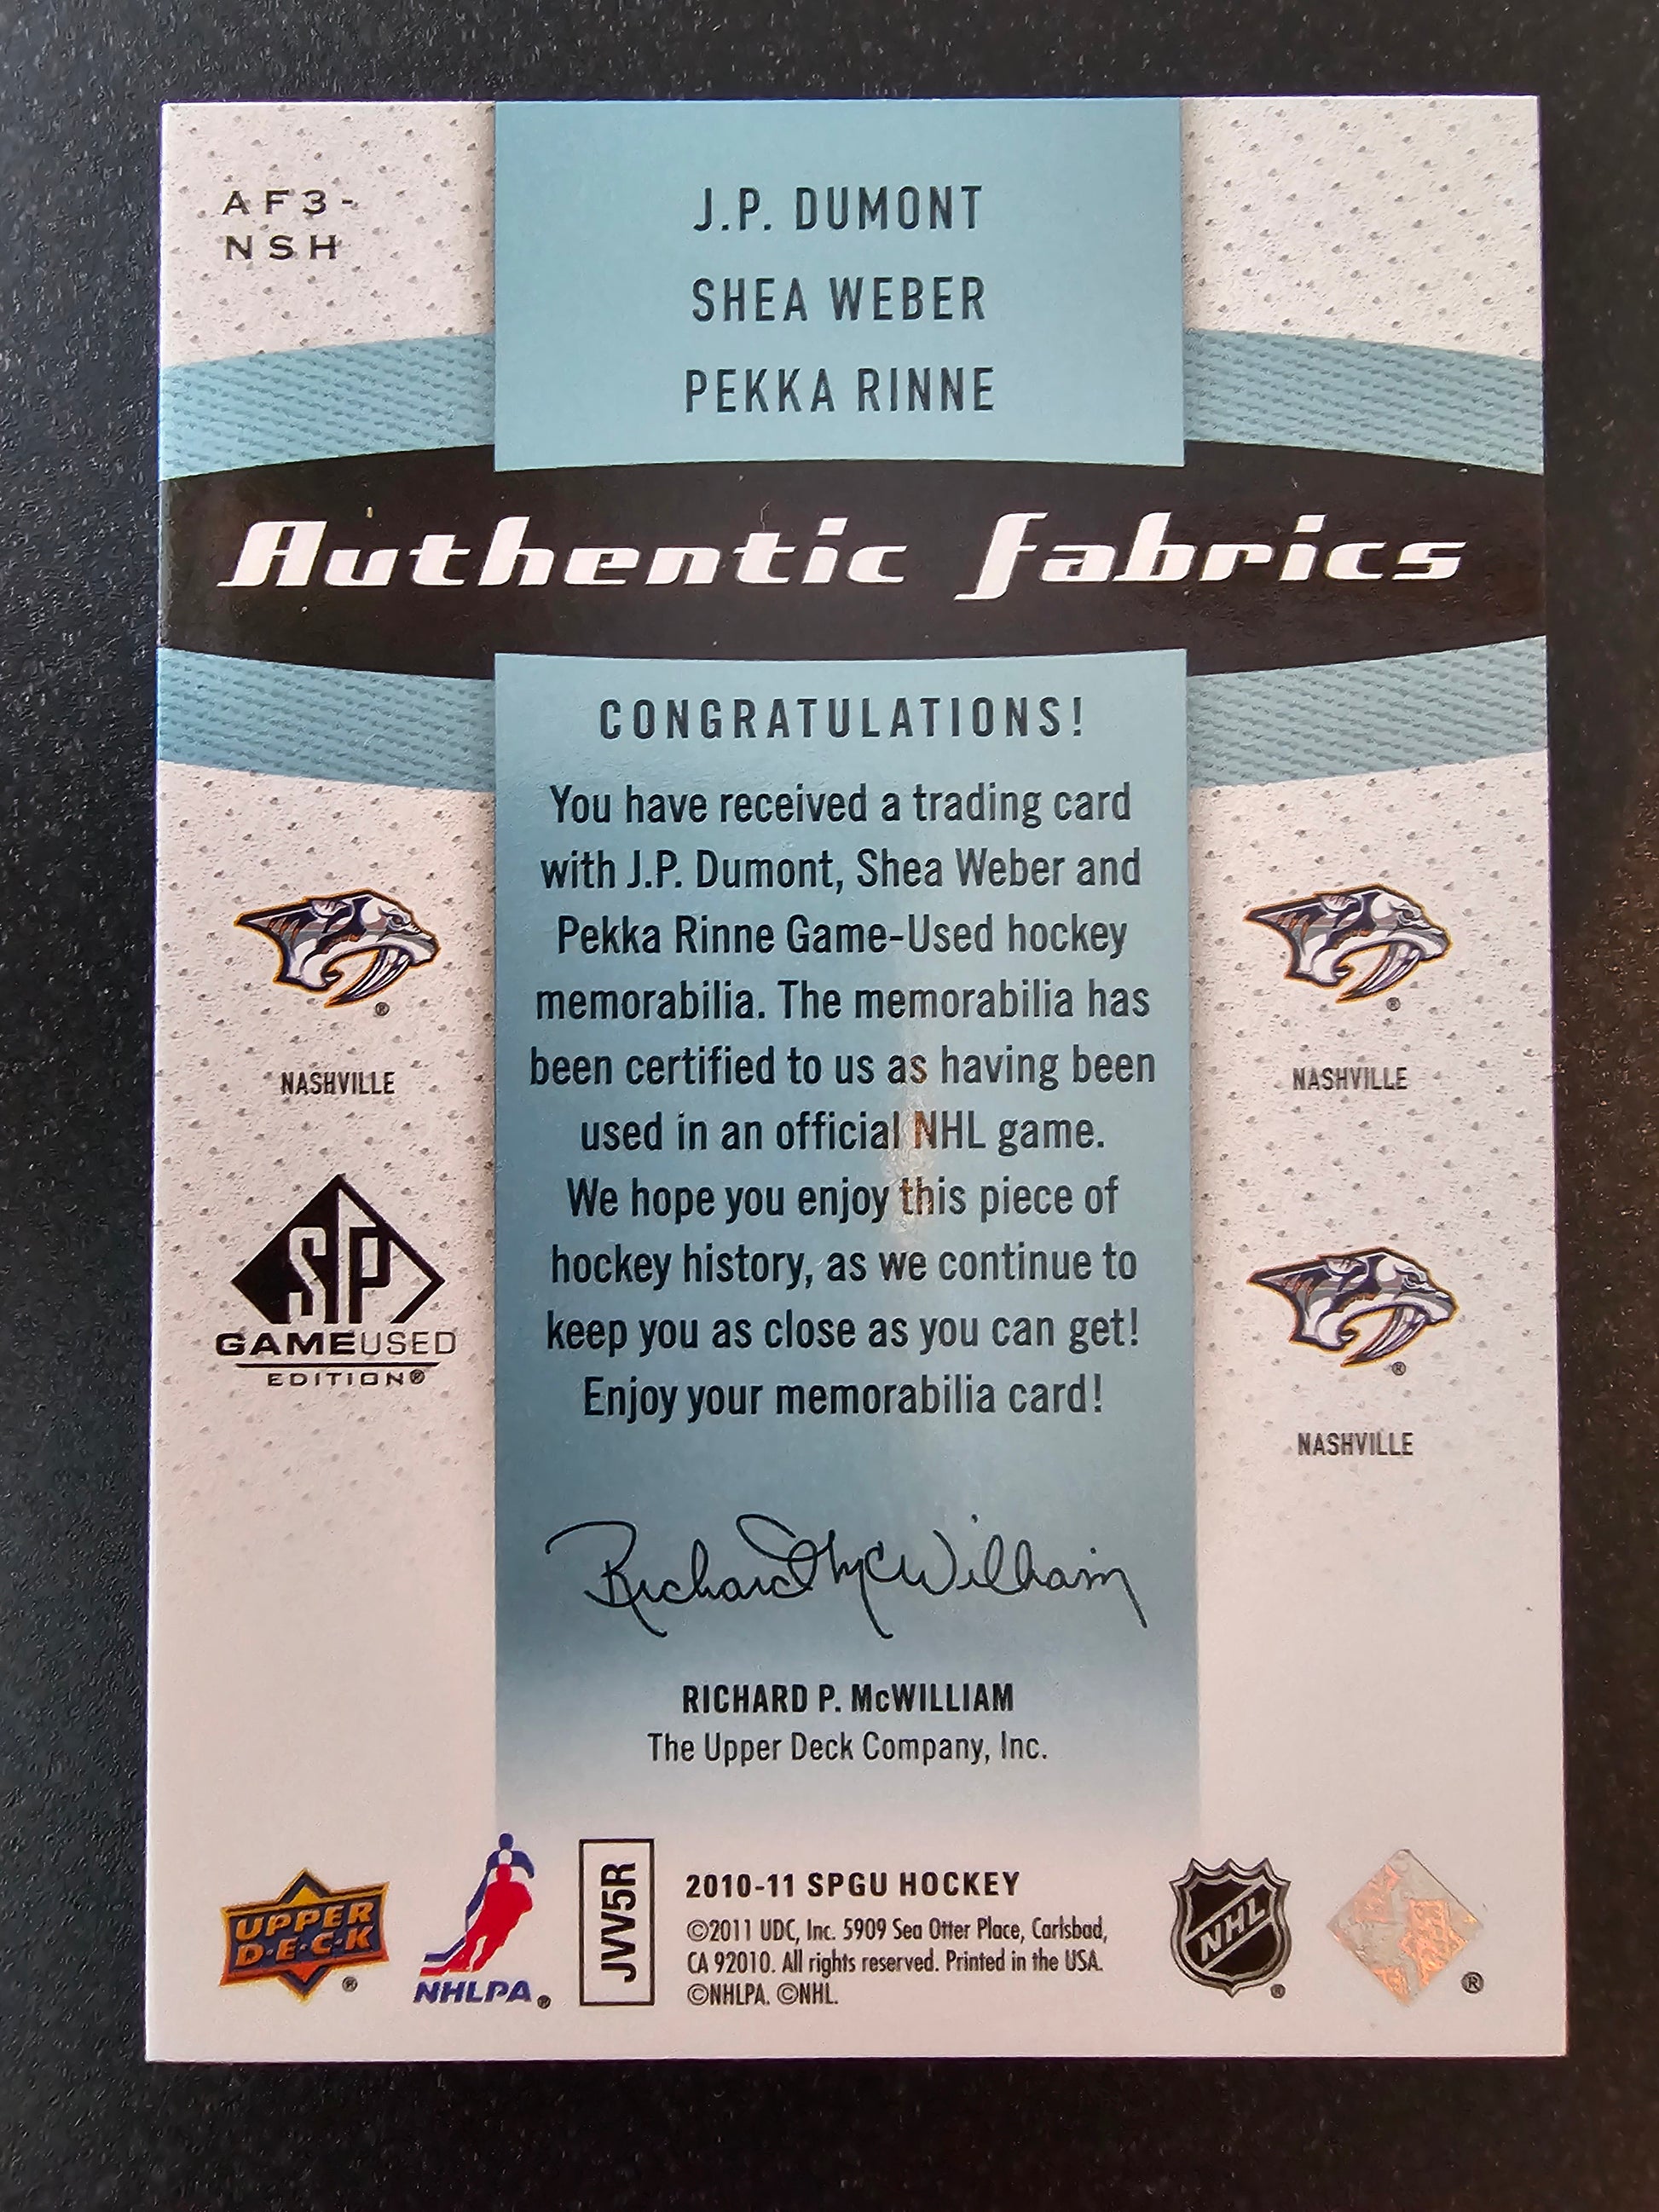 AF3-
NSH
J.P. DUMONT
SHEA WEBER
PEKKA RINNE
Authentic Fabrics
CONGRATULATIONS!
You have received a trading card
with J.P. Dumont, Shea Weber and
Pekka Rinne Game-Used hockey
memorabilia. The memorabilia has
been certified to us as having been
used in an official NHL game.
We hope you enjoy this piece of
hockey history, as we continue to
keep you as close as you can get!
Enjoy your memorabilia card!
®
NASHVILLE
®
NASHVILLE
SP
GAMEUSED
EDITION®
®
NASHVILLE
Richard McWilliam
RICHARD P. McWILLIAM
The Upper Deck Company, Inc.
UPPER
D·E·C·K
®
NHLPA®
JVV5R
2010-11 SPGU HOCKEY
©2011 UDC, Inc. 5909 Sea Otter Place, Carlsbad,
CA 92010. All rights reserved. Printed in the USA.
©NHLPA. ©NHL.
NHL
®
®